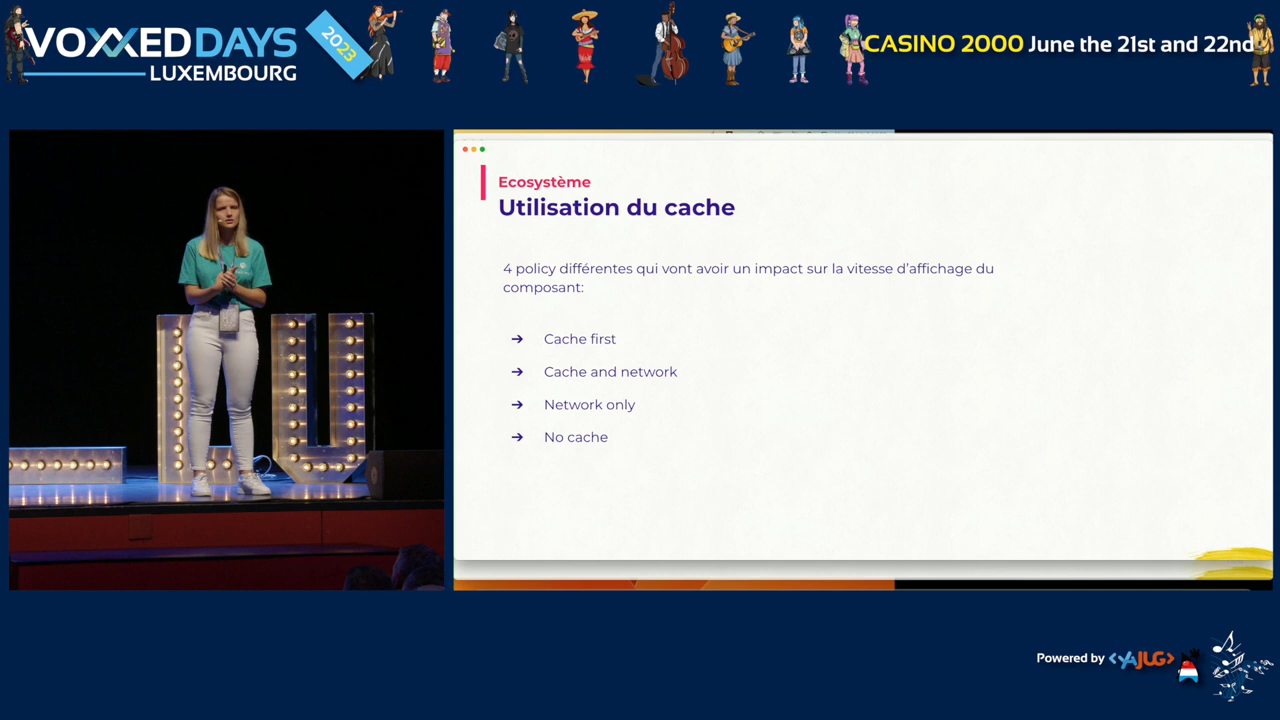 VOXXEDDAYS
LUXEMBOURG
2023
CASINO 2000 June the 21st and 22nd
Ecosystème
Utilisation du cache
4 policy différentes qui vont avoir un impact sur la vitesse d'affichage du
composant:
➔ Cache first
➔ Cache and network
➔ Network only
➔ No cache
LU
Powered by <YAJUG>